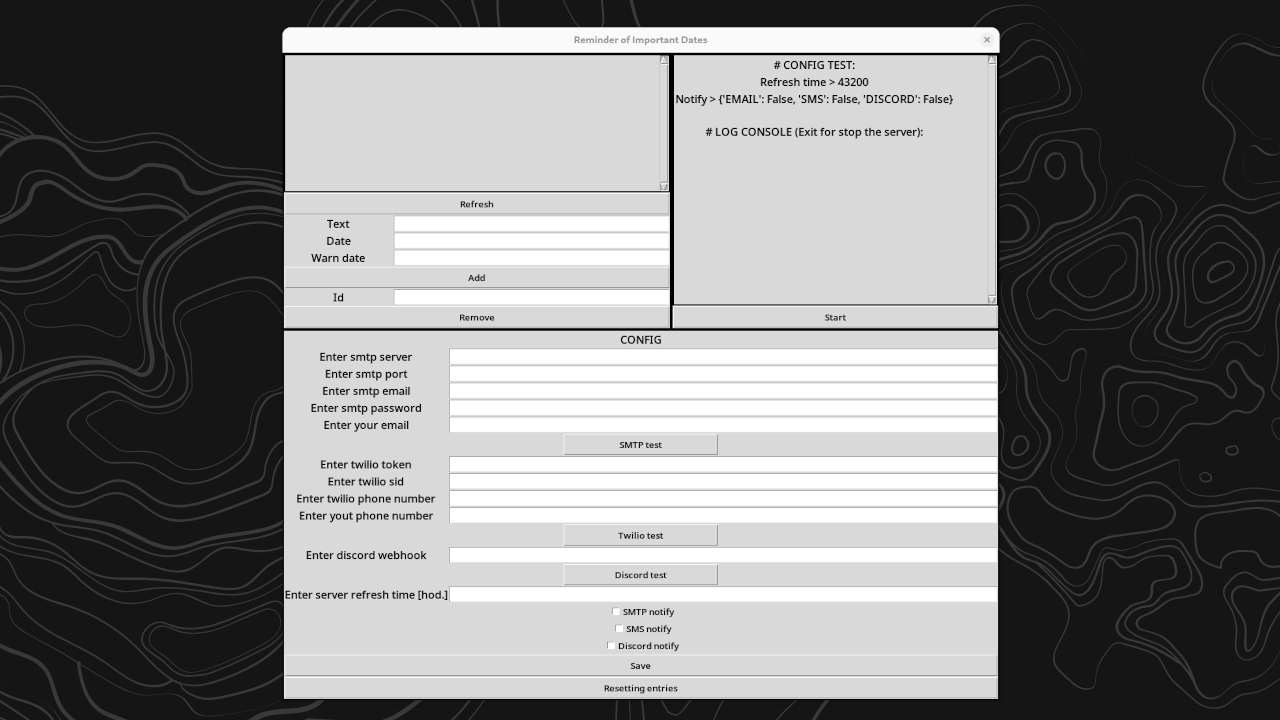 Reminder of Important Dates
Refresh
Text
Date
Warn date
Add
Id
Remove
# CONFIG TEST:
Refresh time > 43200
Notify > {'EMAIL': False, 'SMS': False, 'DISCORD': False}
# LOG CONSOLE (Exit for stop the server):
Start
CONFIG
Enter smtp server
Enter smtp port
Enter smtp email
Enter smtp password
Enter your email
SMTP test
Enter twilio token
Enter twilio sid
Enter twilio phone number
Enter yout phone number
Twilio test
Enter discord webhook
Discord test
Enter server refresh time [hod.]
SMTP notify
SMS notify
Discord notify
Save
Resetting entries